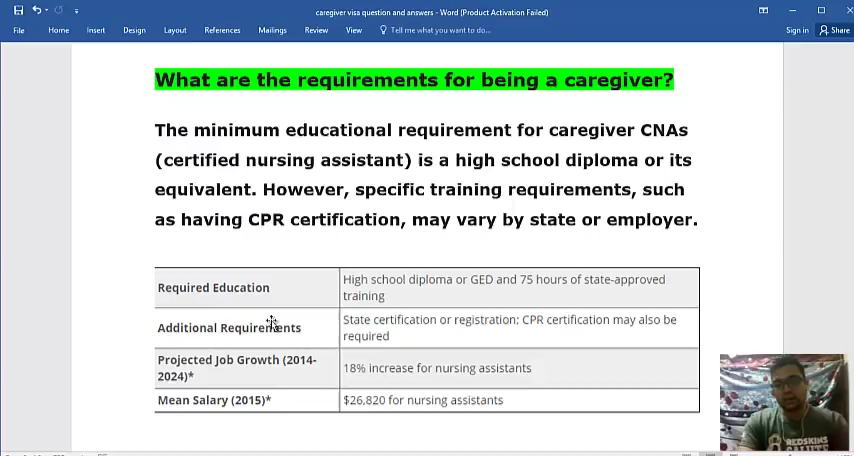 caregiver visa question and answers - Word (Product Activation Failed)
File Home Insert Design Layout References Mailings Review View Tell me what you want to do... Sign in Share
What are the requirements for being a caregiver?
The minimum educational requirement for caregiver CNAs
(certified nursing assistant) is a high school diploma or its
equivalent. However, specific training requirements, such
as having CPR certification, may vary by state or employer.
Required Education
High school diploma or GED and 75 hours of state-approved
training
Additional Requirements
State certification or registration; CPR certification may also be
required
Projected Job Growth (2014-
2024)*
18% increase for nursing assistants
Mean Salary (2015)*
$26,820 for nursing assistants
REDSKINS